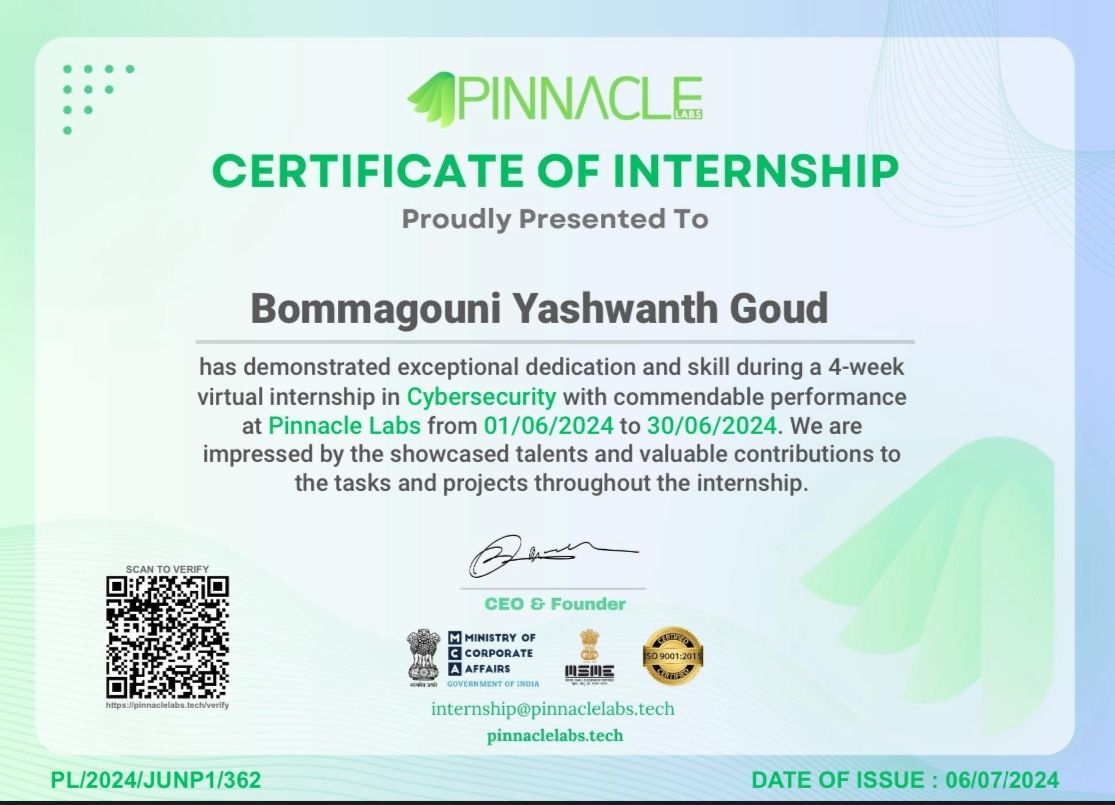 PINNACLE
LABS
CERTIFICATE OF INTERNSHIP
Proudly Presented To
Bommagouni Yashwanth Goud
has demonstrated exceptional dedication and skill during a 4-week
virtual internship in Cybersecurity with commendable performance
at Pinnacle Labs from 01/06/2024 to 30/06/2024. We are
impressed by the showcased talents and valuable contributions to
the tasks and projects throughout the internship.
CEO & Founder
SCAN TO VERIFY
https://pinnaclelabs.tech/verify
सत्यमेव जयते
MCA
MINISTRY OF
CORPORATE
AFFAIRS
GOVERNMENT OF INDIA
MSME
CERTIFIED
ISO 9001:2015
CERTIFIED
internship@pinnaclelabs.tech
pinnaclelabs.tech
PL/2024/JUNP1/362
DATE OF ISSUE : 06/07/2024